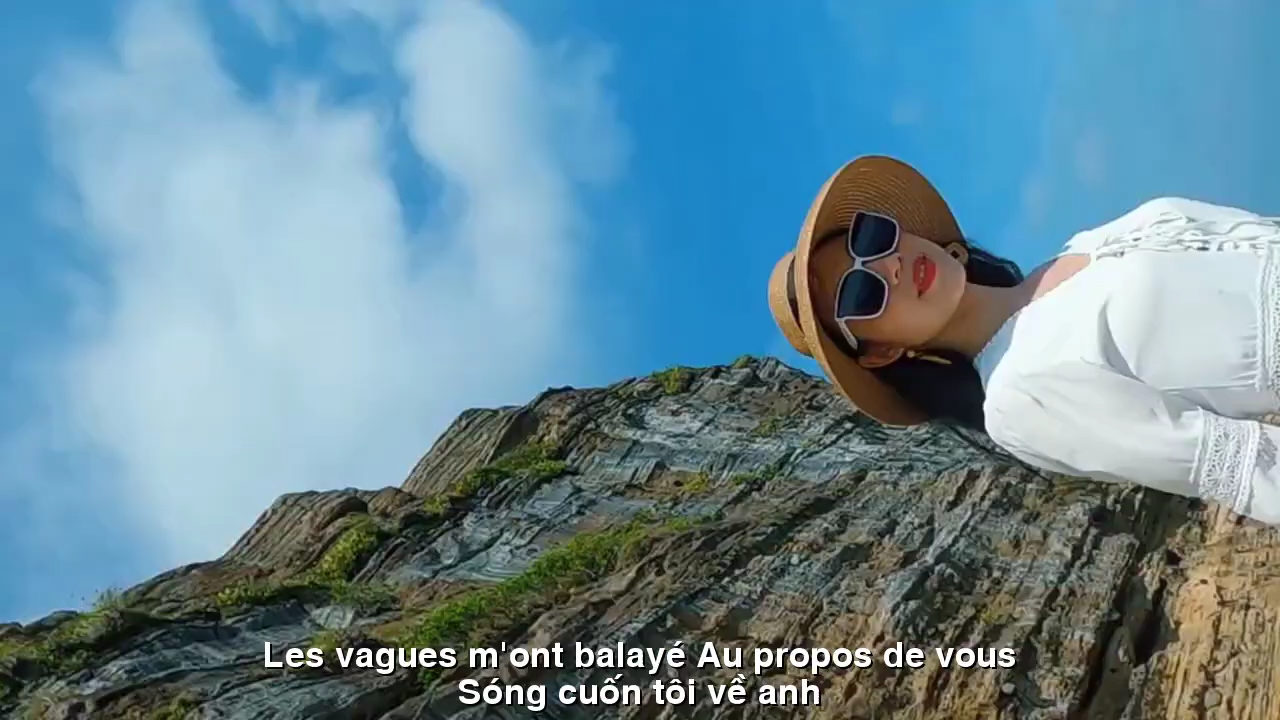 Les vagues m'ont balayé Au propos de vous
Sóng cuốn tôi về anh